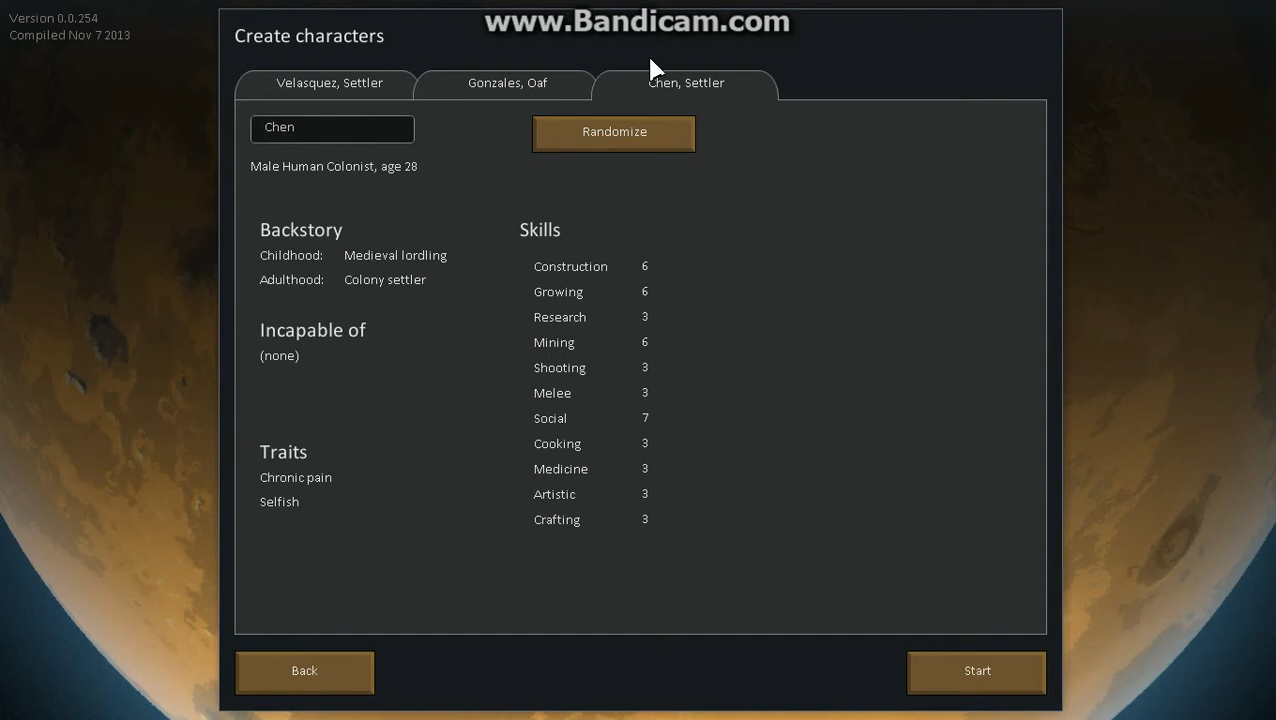 Version 0.0.254
Compiled Nov 7 2013
www.Bandicam.com
Create characters
Velasquez, Settler
Gonzales, Oaf
Chen, Settler
Chen
Randomize
Male Human Colonist, age 28
Backstory
Childhood: Medieval lordling
Adulthood: Colony settler
Incapable of
(none)
Traits
Chronic pain
Selfish
Skills
Construction 6
Growing 6
Research 3
Mining 6
Shooting 3
Melee 3
Social 7
Cooking 3
Medicine 3
Artistic 3
Crafting 3
Back
Start